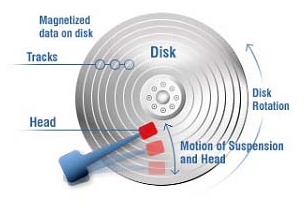 Magnetized
data on disk
Disk
Tracks
Disk
Rotation
Head
Motion of Suspension
and Head